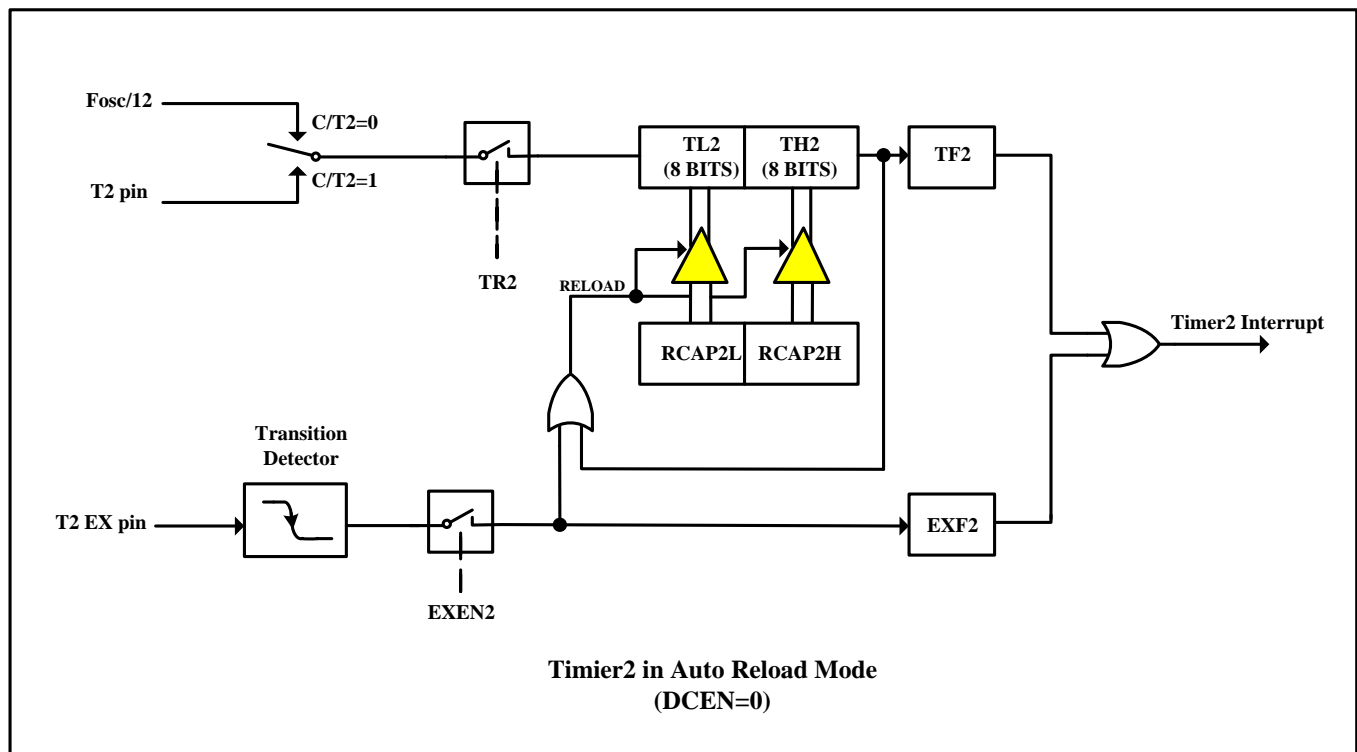 Fosc/12
C/T2=0
C/T2=1
T2 pin
TR2
TL2
(8 BITS)
TH2
(8 BITS)
TF2
RELOAD
RCAP2L
RCAP2H
Timer2 Interrupt
Transition
Detector
T2 EX pin
EXEN2
EXF2
Timier2 in Auto Reload Mode
(DCEN=0)